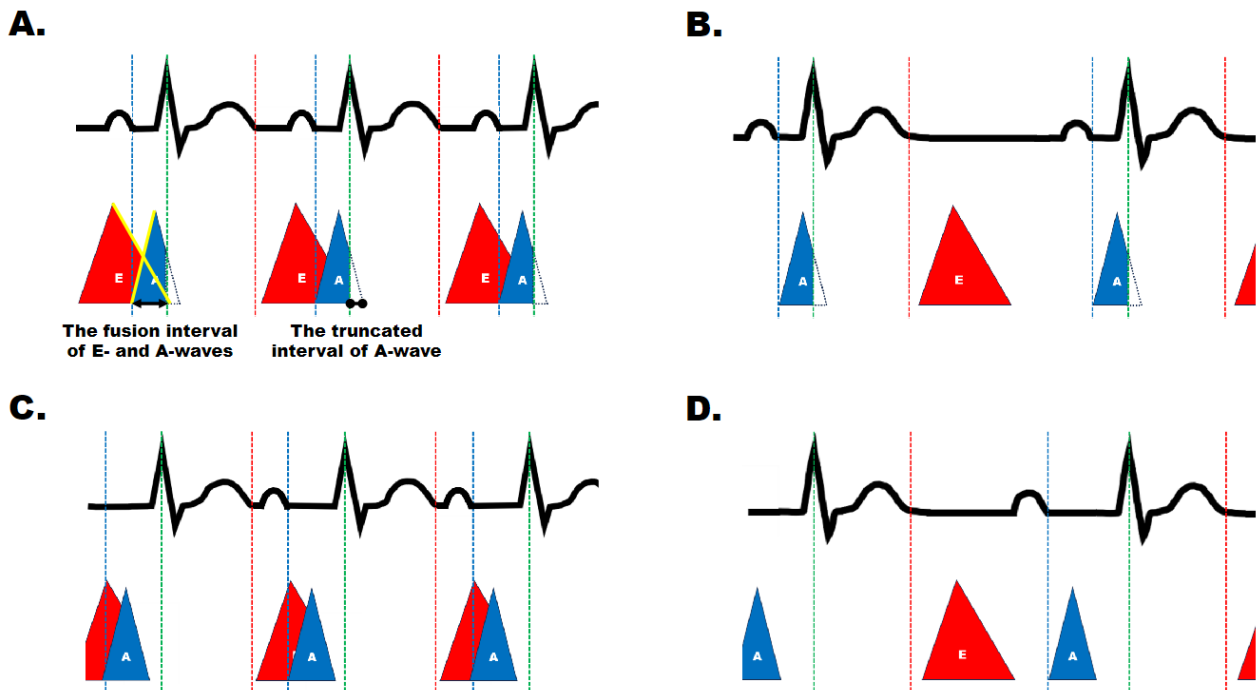 A.
B.
E
A
E
A
E
A
A
E
A
The fusion interval
of E- and A-waves
The truncated
interval of A-wave
C.
D.
A
A
A
A
E
A